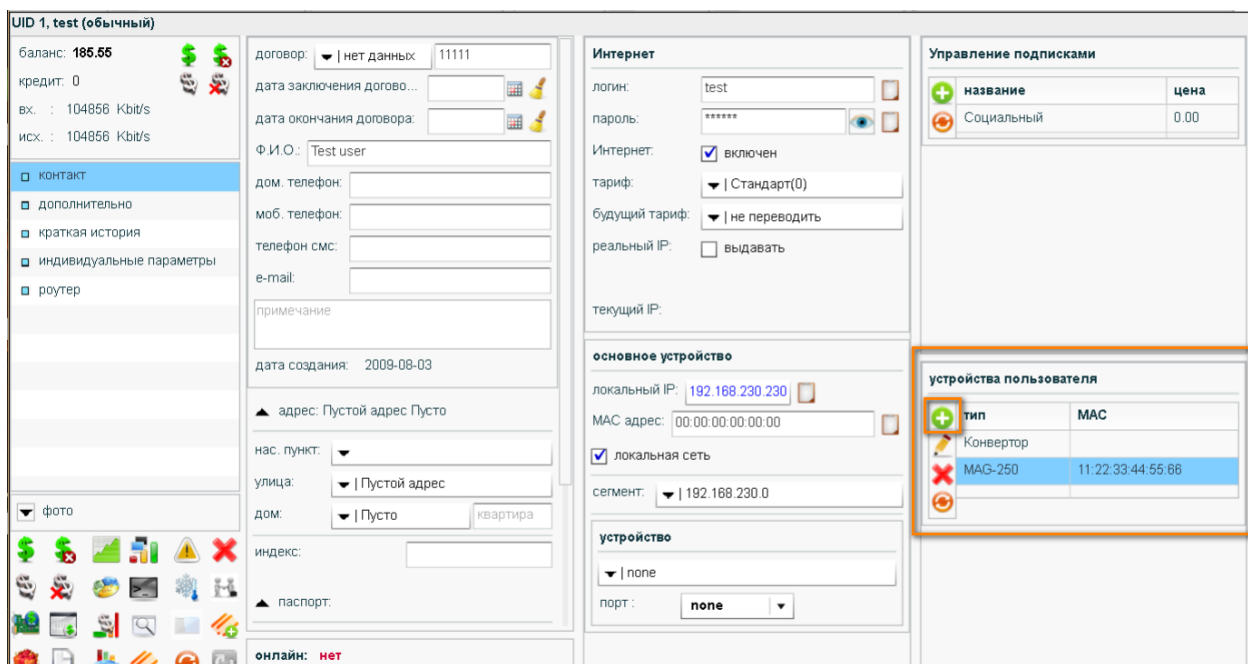 UID 1, test (обычный)
баланс: 185.55
кредит: 0
вх. : 104856 Kbit/s
исх. : 104856 Kbit/s
контакт
дополнительно
краткая история
индивидуальные параметры
роутер
фото
договор: | нет данных 11111
дата заключения догово...
дата окончания договора:
Ф.И.О.: Test user
дом. телефон:
моб. телефон:
телефон смс:
e-mail:
примечание
дата создания: 2009-08-03
адрес: Пустой адрес Пусто
нас. пункт:
улица: | Пустой адрес
дом: | Пусто квартира
индекс:
паспорт:
онлайн: нет
Интернет
логин: test
пароль: ******
Интернет: включен
тариф: | Стандарт(0)
будущий тариф: | не переводить
реальный IP: выдавать
текущий IP:
основное устройство
локальный IP: 192.168.230.230
MAC адрес: 00:00:00:00:00:00
локальная сеть
сегмент: | 192.168.230.0
устройство
| none
порт : none
Управление подписками
название цена
Социальный 0.00
устройства пользователя
тип MAC
Конвертор
MAG-250 11:22:33:44:55:66